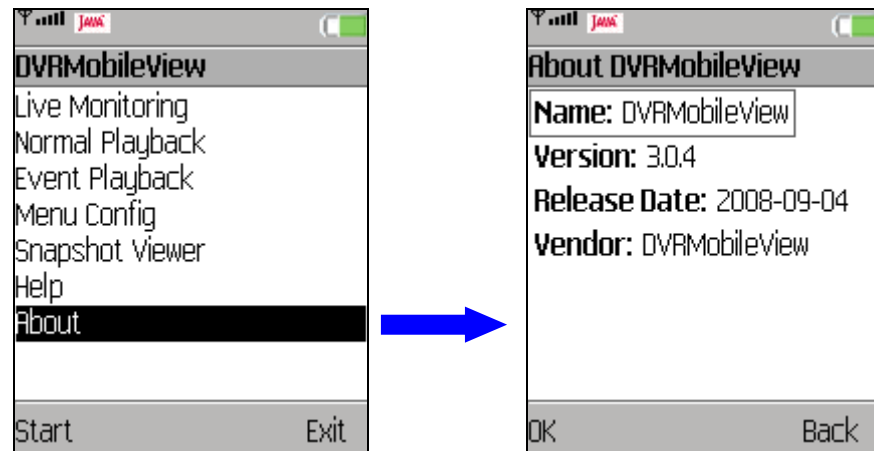 JAVA
DVRMobileView
Live Monitoring
Normal Playback
Event Playback
Menu Config
Snapshot Viewer
Help
About
Start Exit
JAVA
About DVRMobileView
Name: DVRMobileView
Version: 3.0.4
Release Date: 2008-09-04
Vendor: DVRMobileView
OK Back